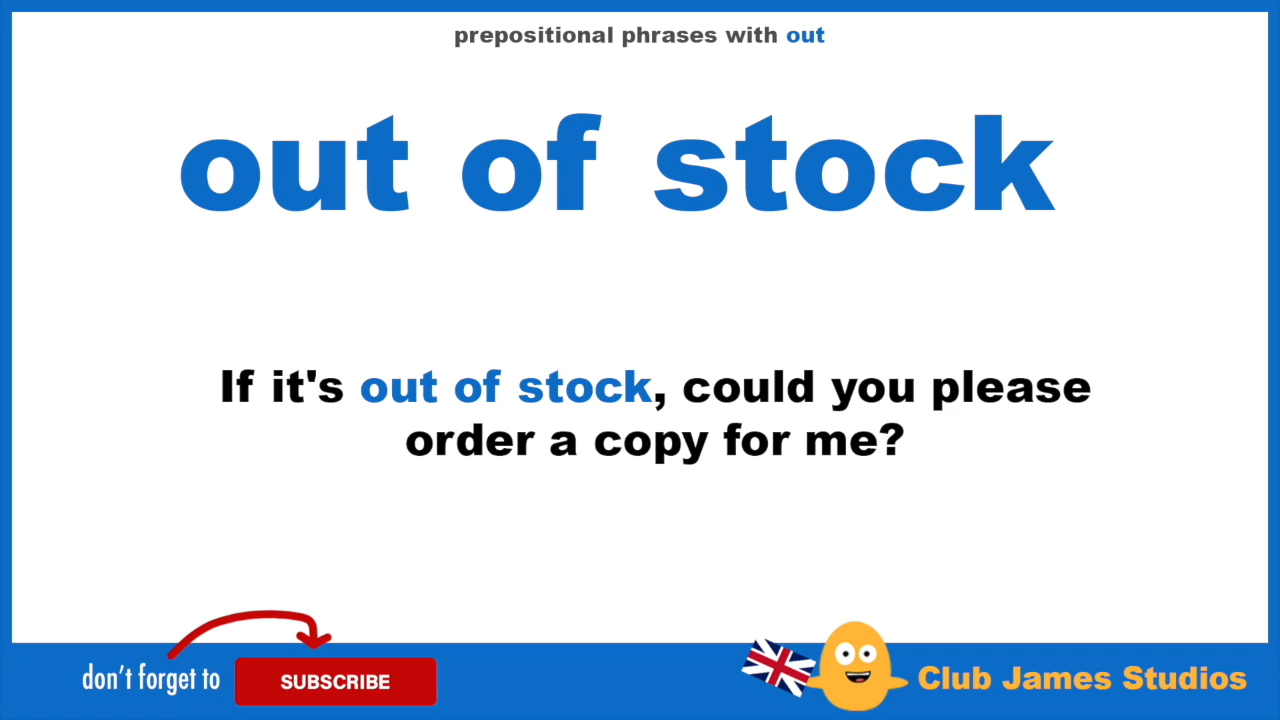 prepositional phrases with out
out of stock
If it's out of stock, could you please
order a copy for me?
don't forget to
SUBSCRIBE
Club James Studios